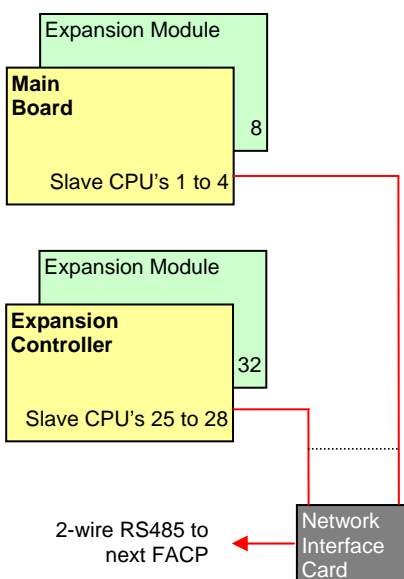 Expansion Module
Main
Board
8
Slave CPU's 1 to 4
Expansion Module
Expansion
Controller
32
Slave CPU's 25 to 28
2-wire RS485 to
next FACP
Network
Interface
Card